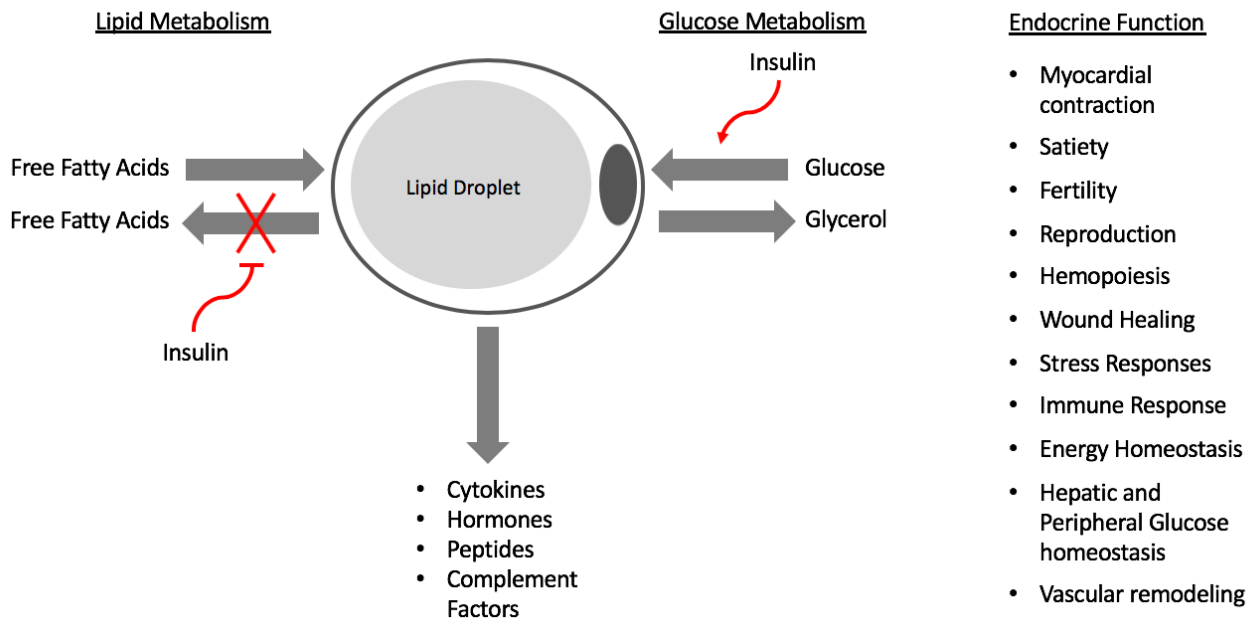 Lipid Metabolism
Glucose Metabolism
Endocrine Function
Insulin
Free Fatty Acids
Free Fatty Acids
Insulin
Lipid Droplet
Glucose
Glycerol
• Cytokines
• Hormones
• Peptides
• Complement
Factors
• Myocardial
contraction
• Satiety
• Fertility
• Reproduction
• Hemopoiesis
• Wound Healing
• Stress Responses
• Immune Response
• Energy Homeostasis
• Hepatic and
Peripheral Glucose
homeostasis
• Vascular remodeling